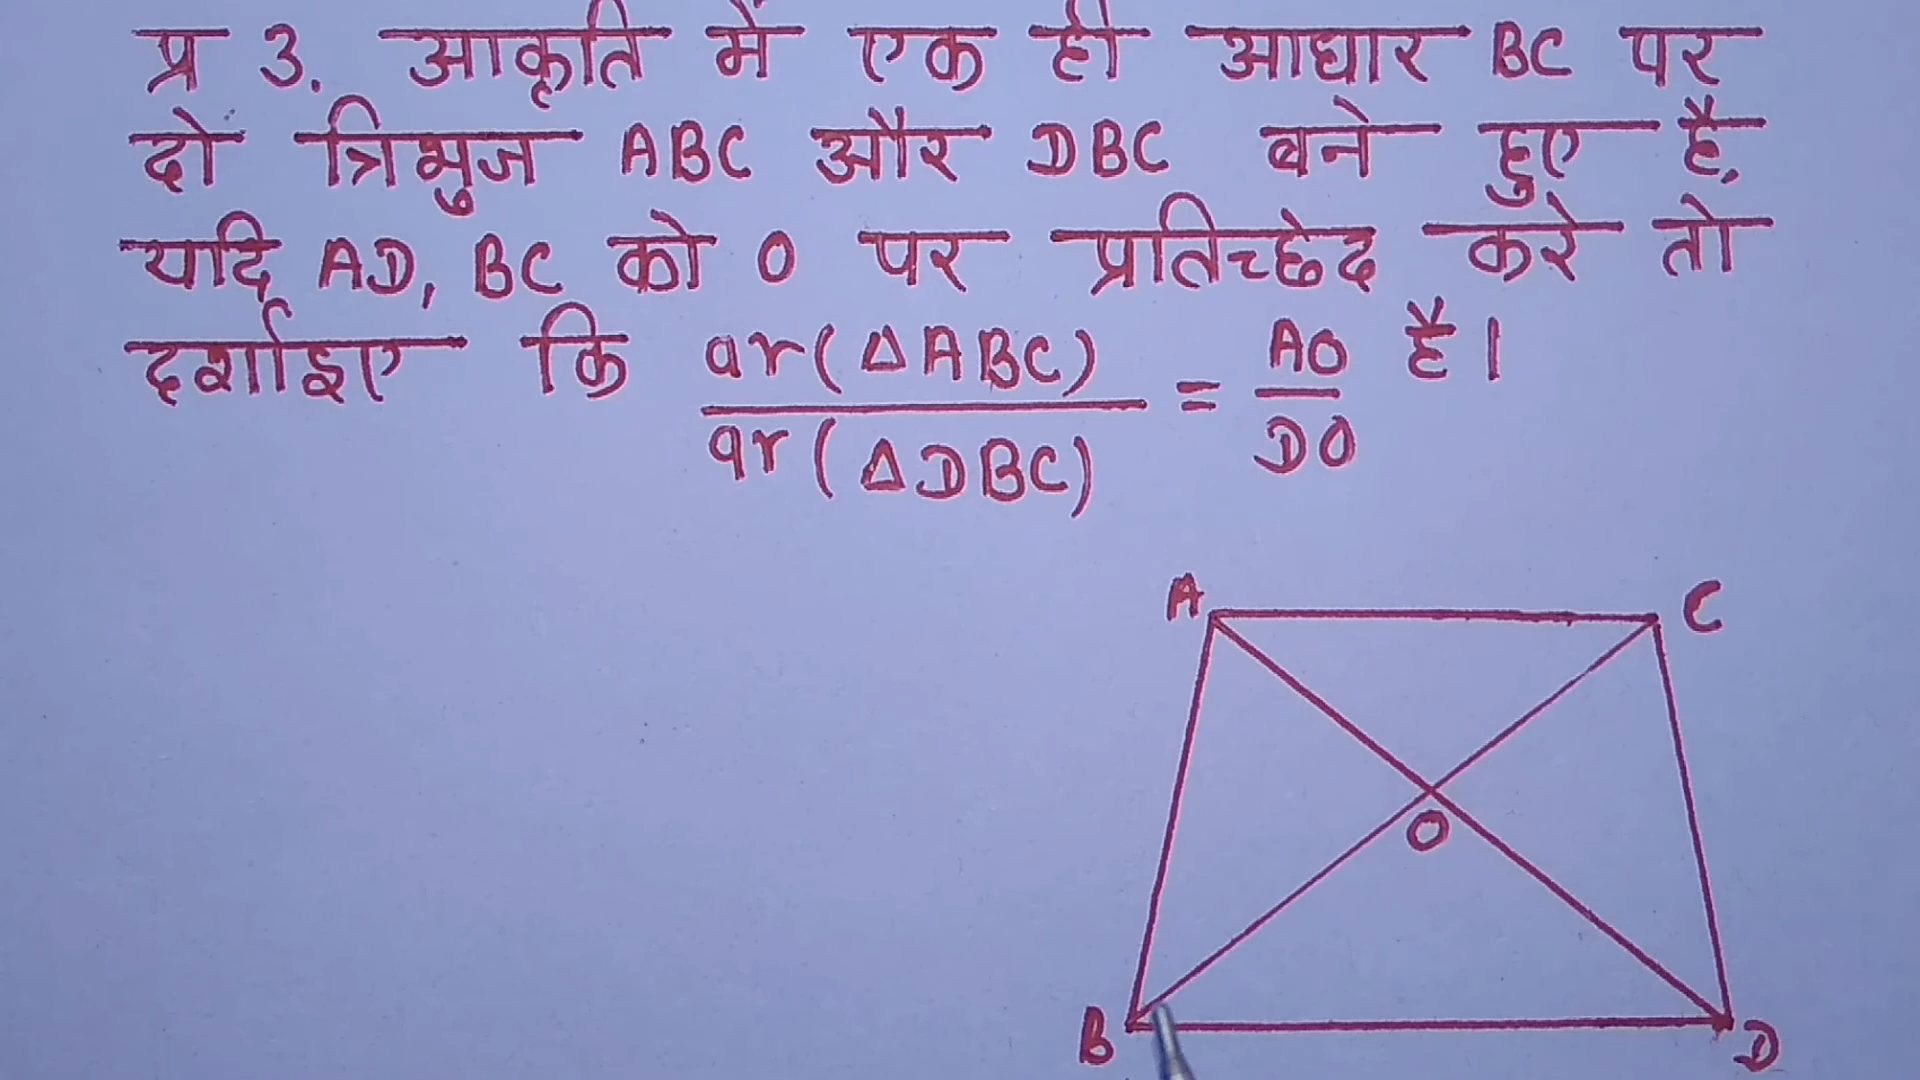 प्र 3. आकृति में एक ही आधार BC पर
दो त्रिभुज ABC और DBC बने हुए है,
यदि AD, BC को O पर प्रतिच्छेद करे तो
दर्शाइए कि ar(ΔABC)/ar(ΔDBC) = AO/DO है।
A C
O
B D